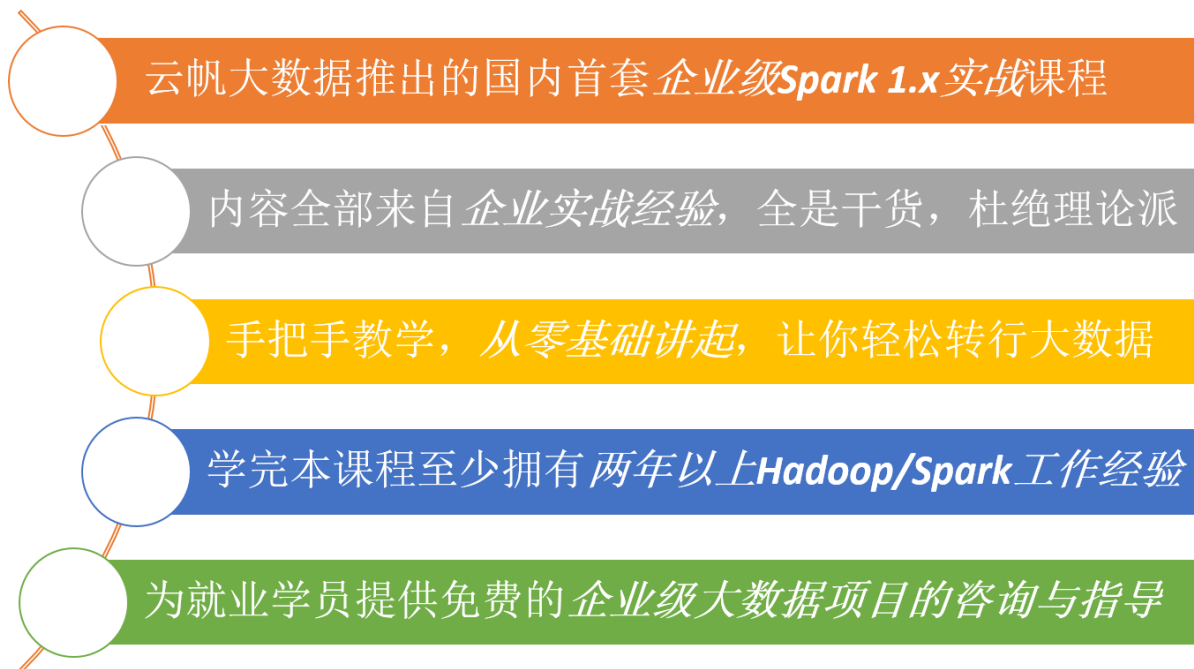 云帆大数据推出的国内首套企业级Spark 1.x实战课程
内容全部来自企业实战经验，全是干货，杜绝理论派
手把手教学，从零基础讲起，让你轻松转行大数据
学完本课程至少拥有两年以上Hadoop/Spark工作经验
为就业学员提供免费的企业级大数据项目的咨询与指导